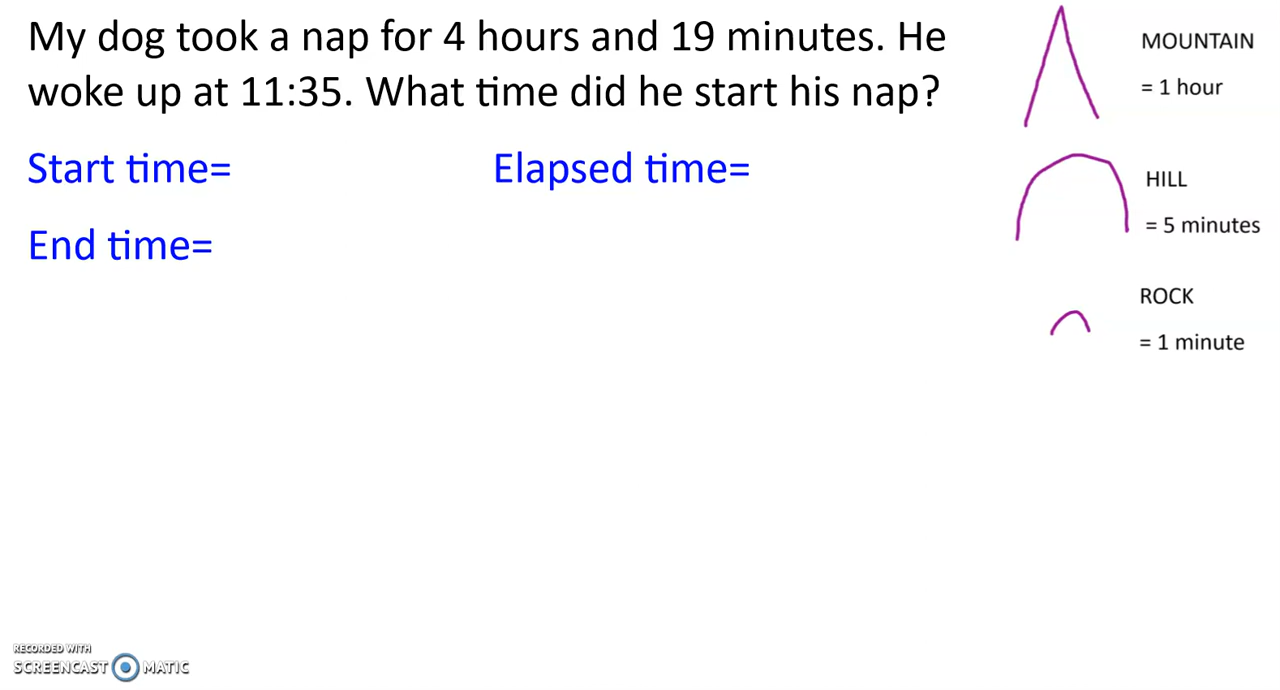 My dog took a nap for 4 hours and 19 minutes. He
woke up at 11:35. What time did he start his nap?
Start time=
Elapsed time=
End time=
MOUNTAIN
= 1 hour
HILL
= 5 minutes
ROCK
= 1 minute
RECORDED WITH
SCREENCAST MATIC